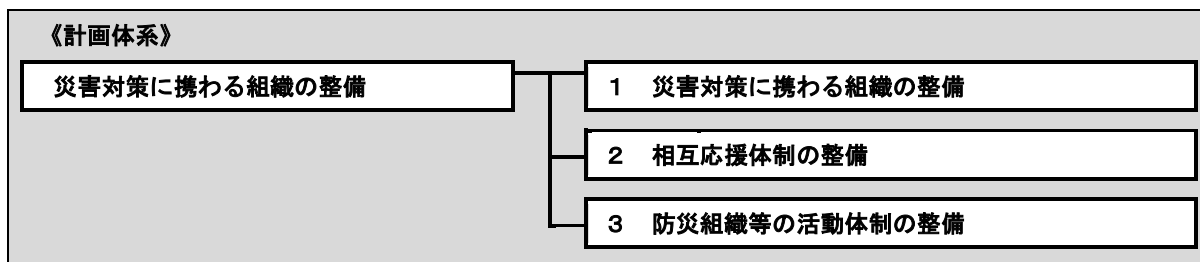 《計画体系》
災害対策に携わる組織の整備
1 災害対策に携わる組織の整備
2 相互応援体制の整備
3 防災組織等の活動体制の整備